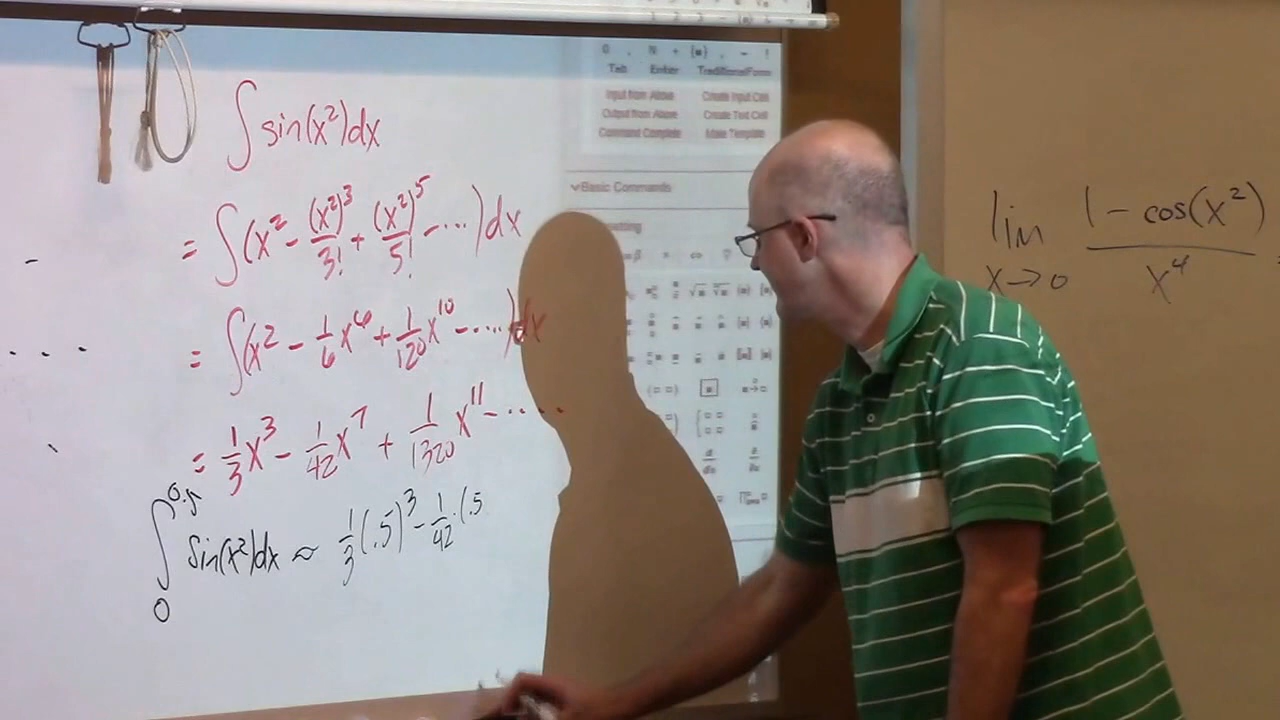 ∫ sin(x²)dx
= ∫(x² - (x²)³/3! + (x²)⁵/5! - ...)dx
= ∫(x² - 1/6 x⁶ + 1/120 x¹⁰ - ...)dx
= 1/3 x³ - 1/42 x⁷ + 1/1320 x¹¹ - ...
∫₀^0.5 sin(x²)dx ≈ 1/3(.5)³ - 1/42·(.5
Tab Enter TraditionalForm
Input from Above Create Input Cell
Output from Above Create Text Cell
Command Complete Make Template
Basic Commands
lim x→0 (1 - cos(x²))/x⁴ =